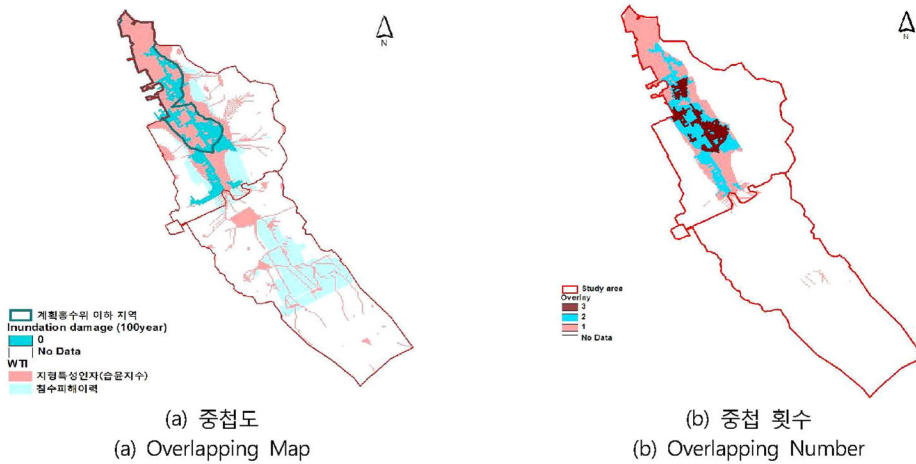 N
계획홍수위 이하 지역
Inundation damage (100year)
0
No Data
WTI
지형특성인자(습윤지수)
침수피해이력
(a) 중첩도
(a) Overlapping Map
N
Study area
Overlay
3
2
1
No Data
(b) 중첩 횟수
(b) Overlapping Number